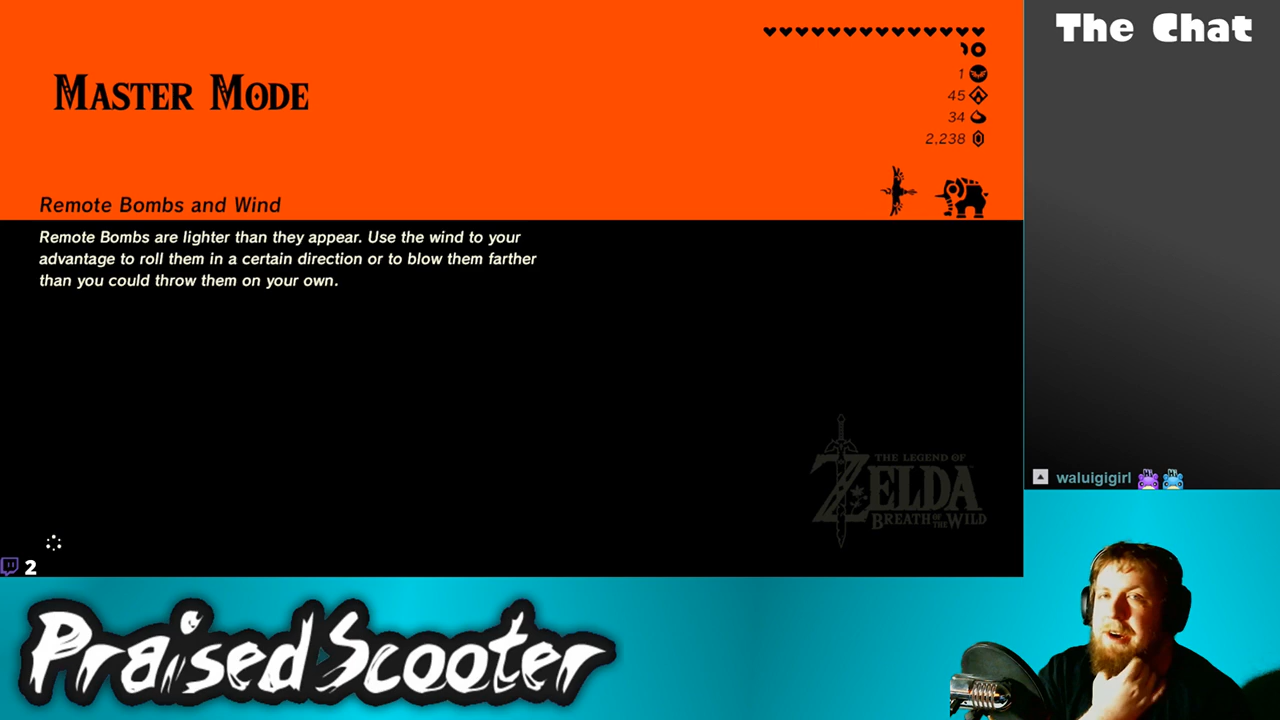 The Chat
MASTER MODE
1
45
34
2,238
Remote Bombs and Wind
Remote Bombs are lighter than they appear. Use the wind to your
advantage to roll them in a certain direction or to blow them farther
than you could throw them on your own.
THE LEGEND OF
ZELDA
BREATH OF THE WILD
waluigigirl
Hi Hi
2
PraisedScooter